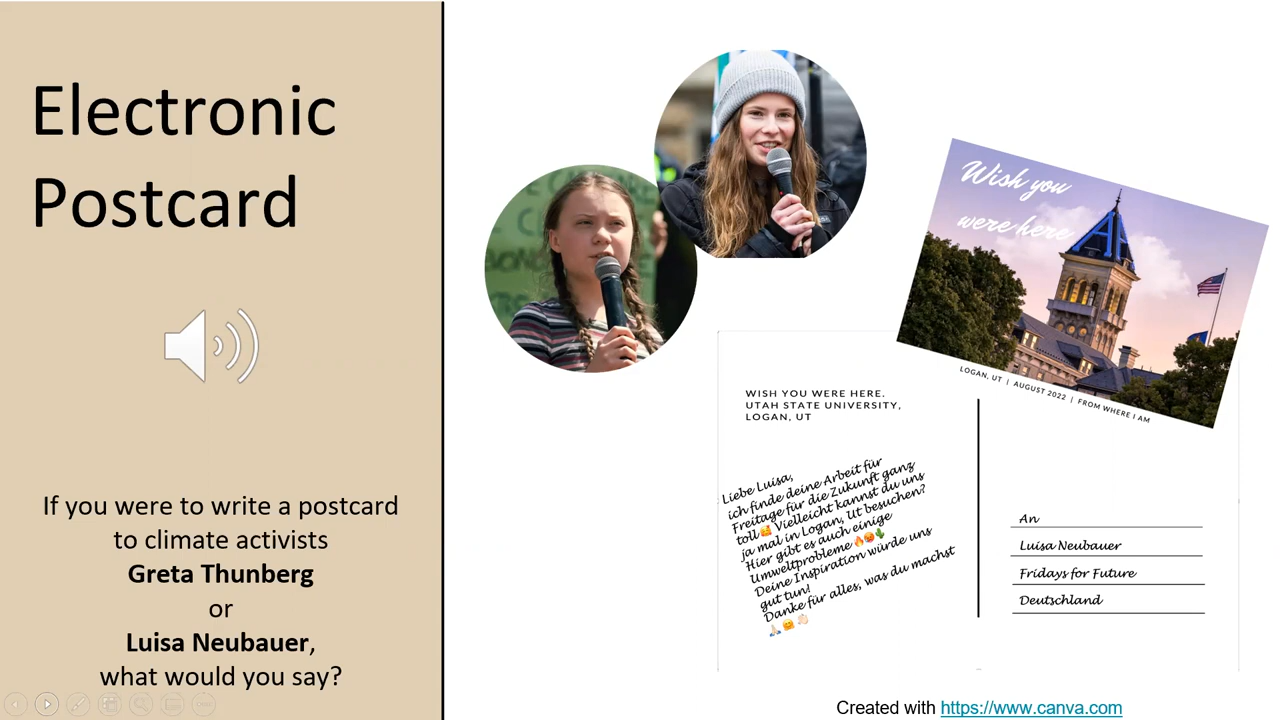 Electronic
Postcard
If you were to write a postcard
to climate activists
Greta Thunberg
or
Luisa Neubauer,
what would you say?
Wish you
were here
A
LOGAN, UT | AUGUST 2022 | FROM WHERE I AM
WISH YOU WERE HERE.
UTAH STATE UNIVERSITY,
LOGAN, UT
Liebe Luisa,
ich finde deine Arbeit für
Freitage für die Zukunft ganz
toll🥰 Vielleicht kannst du uns
ja mal in Logan, Ut besuchen?
Hier gibt es auch einige
Umweltprobleme 🔥🥵🌵
Deine Inspiration würde uns
gut tun!
Danke für alles, was du machst
🙏🏻🤗👏🏻
An
Luisa Neubauer
Fridays for Future
Deutschland
Created with https://www.canva.com